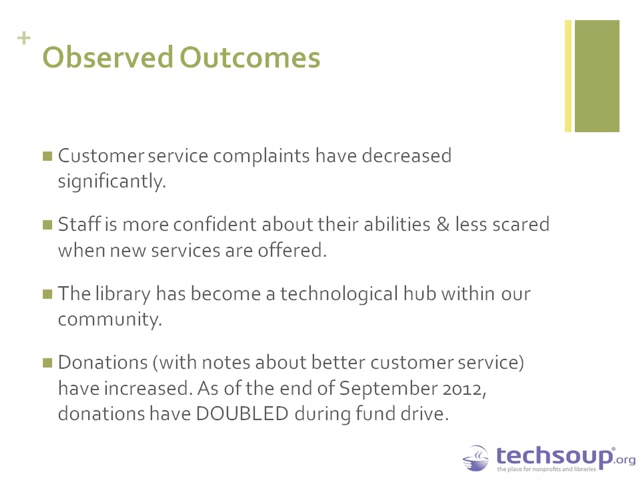 +
Observed Outcomes
Customer service complaints have decreased
significantly.
Staff is more confident about their abilities & less scared
when new services are offered.
The library has become a technological hub within our
community.
Donations (with notes about better customer service)
have increased. As of the end of September 2012,
donations have DOUBLED during fund drive.
techsoup.org
the place for nonprofits and libraries